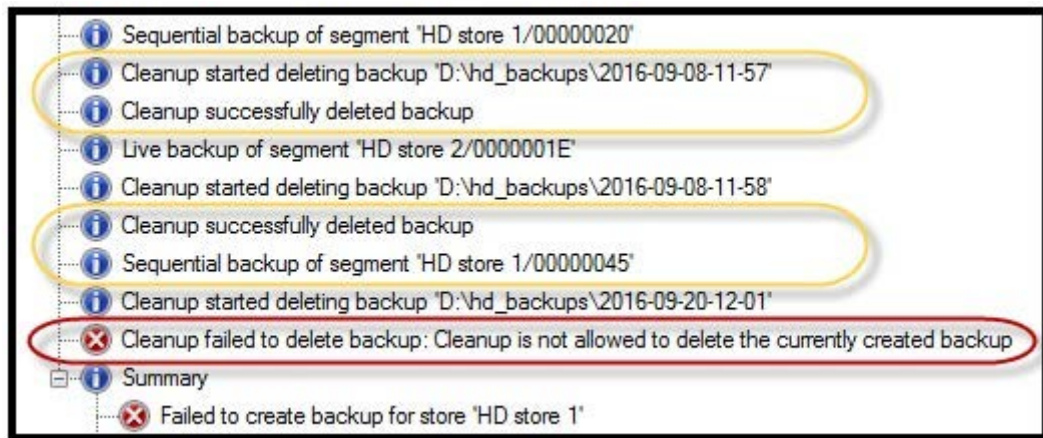 Sequential backup of segment 'HD store 1/00000020'
Cleanup started deleting backup 'D:\hd_backups\2016-09-08-11-57'
Cleanup successfully deleted backup
Live backup of segment 'HD store 2/0000001E'
Cleanup started deleting backup 'D:\hd_backups\2016-09-08-11-58'
Cleanup successfully deleted backup
Sequential backup of segment 'HD store 1/00000045'
Cleanup started deleting backup 'D:\hd_backups\2016-09-20-12-01'
Cleanup failed to delete backup: Cleanup is not allowed to delete the currently created backup
Summary
Failed to create backup for store 'HD store 1'